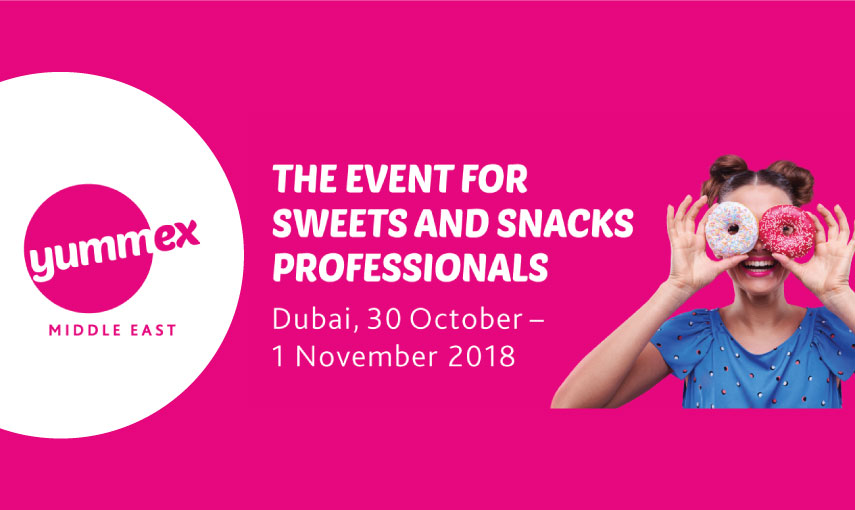 yummex
MIDDLE EAST
THE EVENT FOR
SWEETS AND SNACKS
PROFESSIONALS
Dubai, 30 October –
1 November 2018